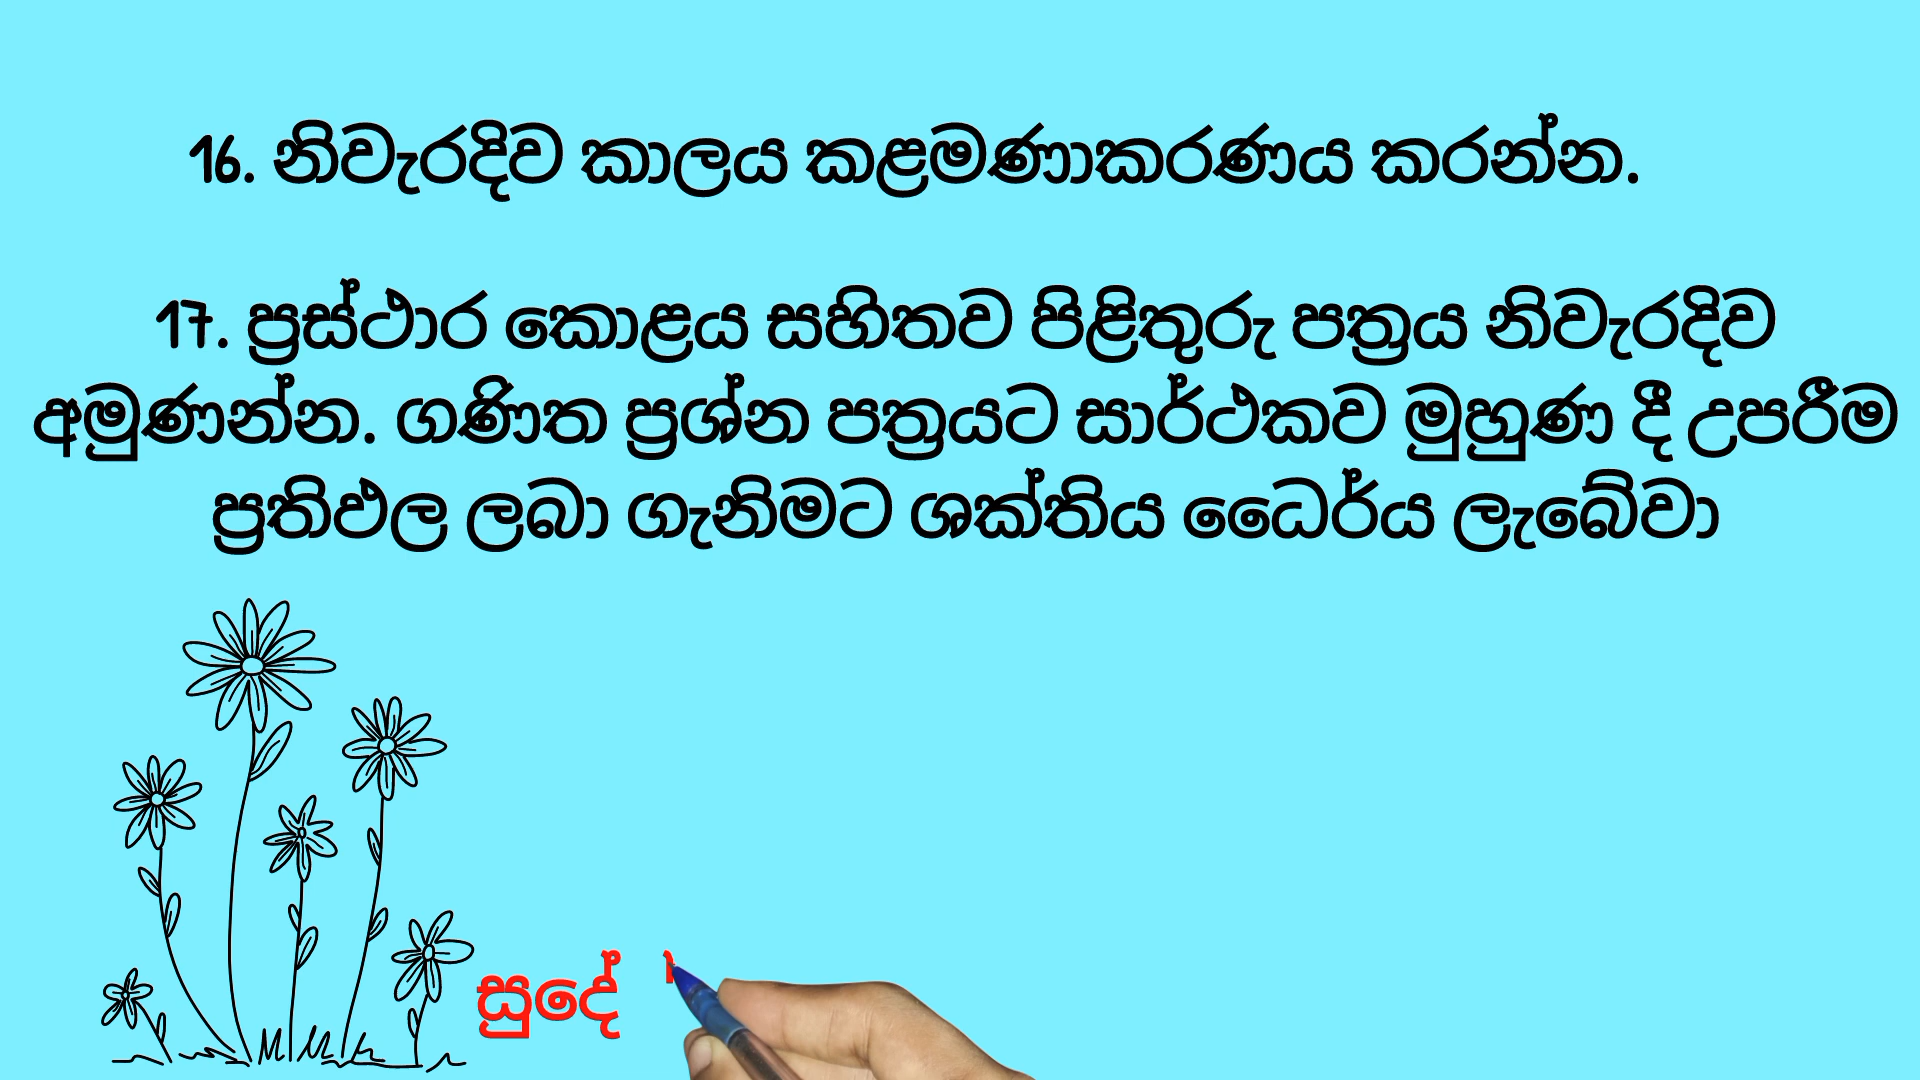 16. නිවැරදිව කාලය කළමණාකරණය කරන්න.
17. ප්‍රස්ථාර කොළය සහිතව පිළිතුරු පත්‍රය නිවැරදිව
අමුණන්න. ගණිත ප්‍රශ්න පත්‍රයට සාර්ථකව මුහුණ දී උපරීම
ප්‍රතිඵල ලබා ගැනිමට ශක්තිය ධෛර්ය ලැබේවා
සුදේ